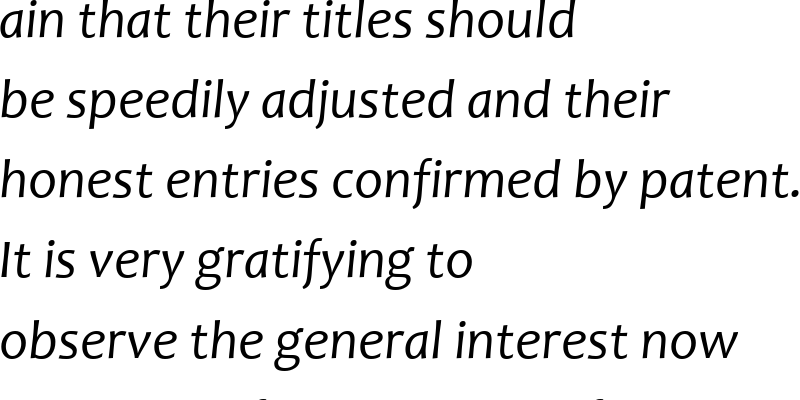 ain that their titles should
be speedily adjusted and their
honest entries confirmed by patent.
It is very gratifying to
observe the general interest now